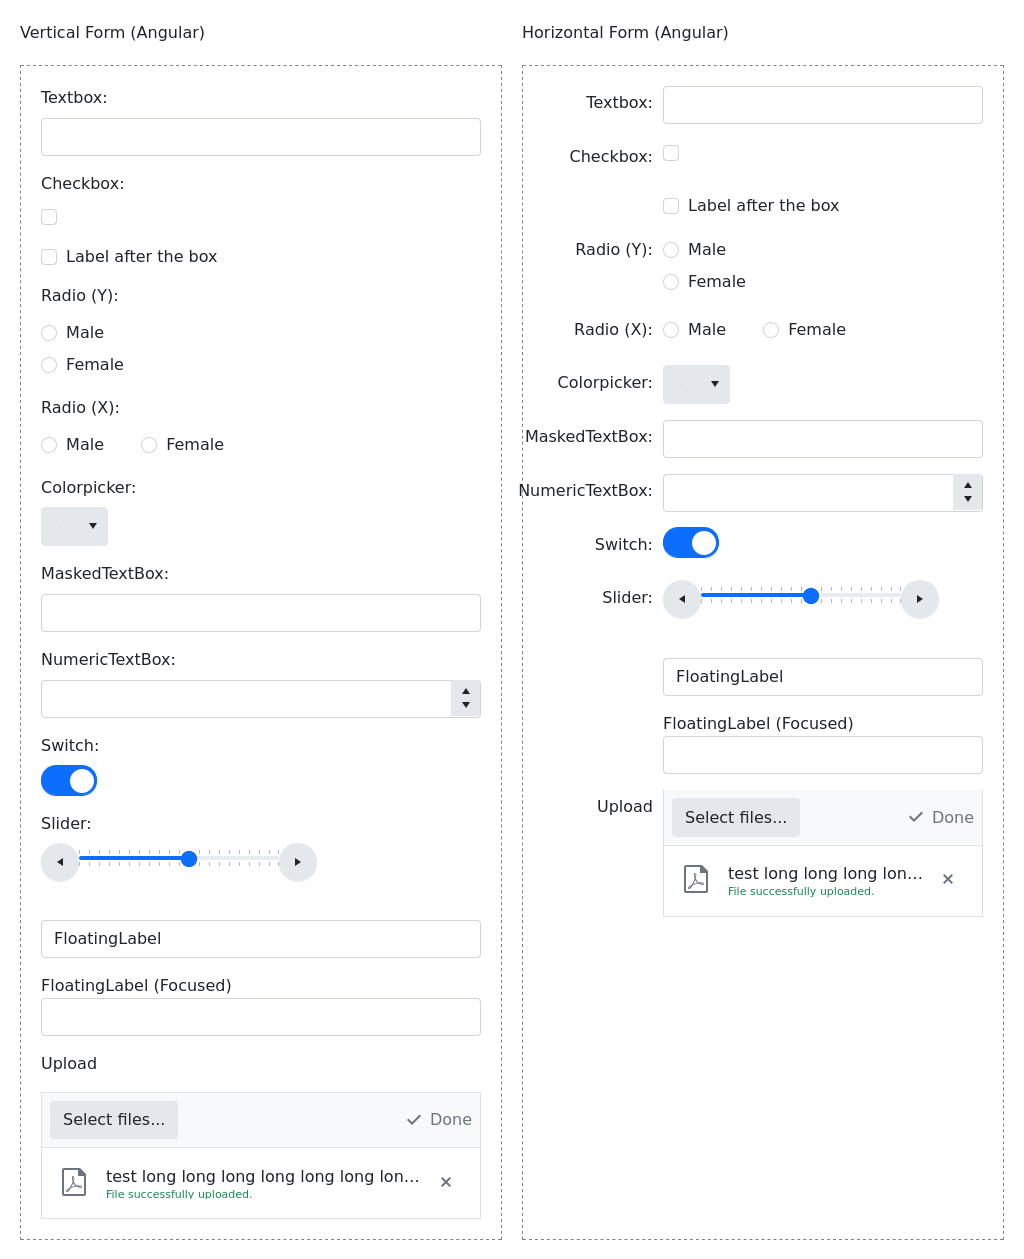 Vertical Form (Angular)
Textbox:
Checkbox:
Label after the box
Radio (Y):
Male
Female
Radio (X):
Male Female
Colorpicker:
MaskedTextBox:
NumericTextBox:
Switch:
Slider:
FloatingLabel
FloatingLabel (Focused)
Upload
Select files... Done
test long long long long long long lon...
File successfully uploaded.
Horizontal Form (Angular)
Textbox:
Checkbox:
Label after the box
Radio (Y): Male
Female
Radio (X): Male Female
Colorpicker:
MaskedTextBox:
NumericTextBox:
Switch:
Slider:
FloatingLabel
FloatingLabel (Focused)
Upload
Select files... Done
test long long long lon...
File successfully uploaded.